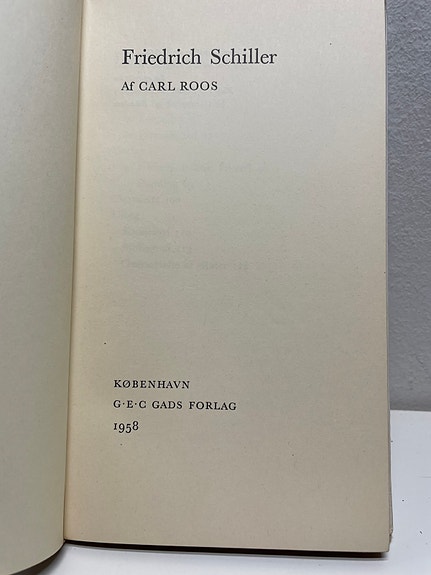 Friedrich Schiller
Af CARL ROOS
KØBENHAVN
G·E·C GADS FORLAG
1958